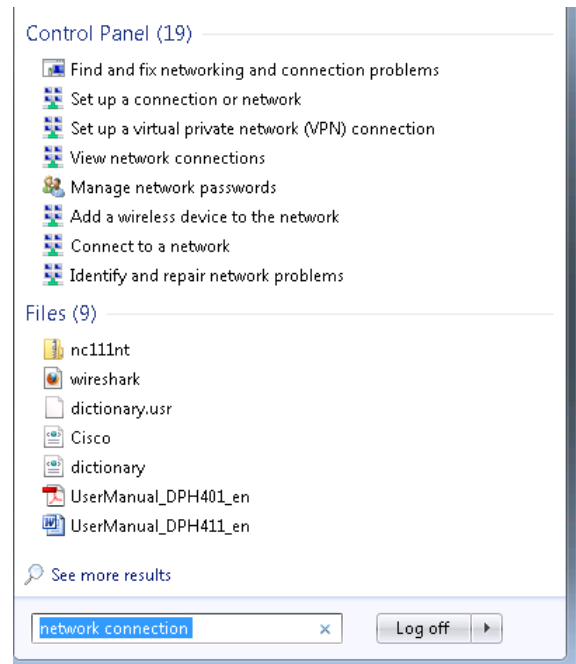 Control Panel (19)
Find and fix networking and connection problems
Set up a connection or network
Set up a virtual private network (VPN) connection
View network connections
Manage network passwords
Add a wireless device to the network
Connect to a network
Identify and repair network problems
Files (9)
nc111nt
wireshark
dictionary.usr
Cisco
dictionary
UserManual_DPH401_en
UserManual_DPH411_en
See more results
network connection
Log off